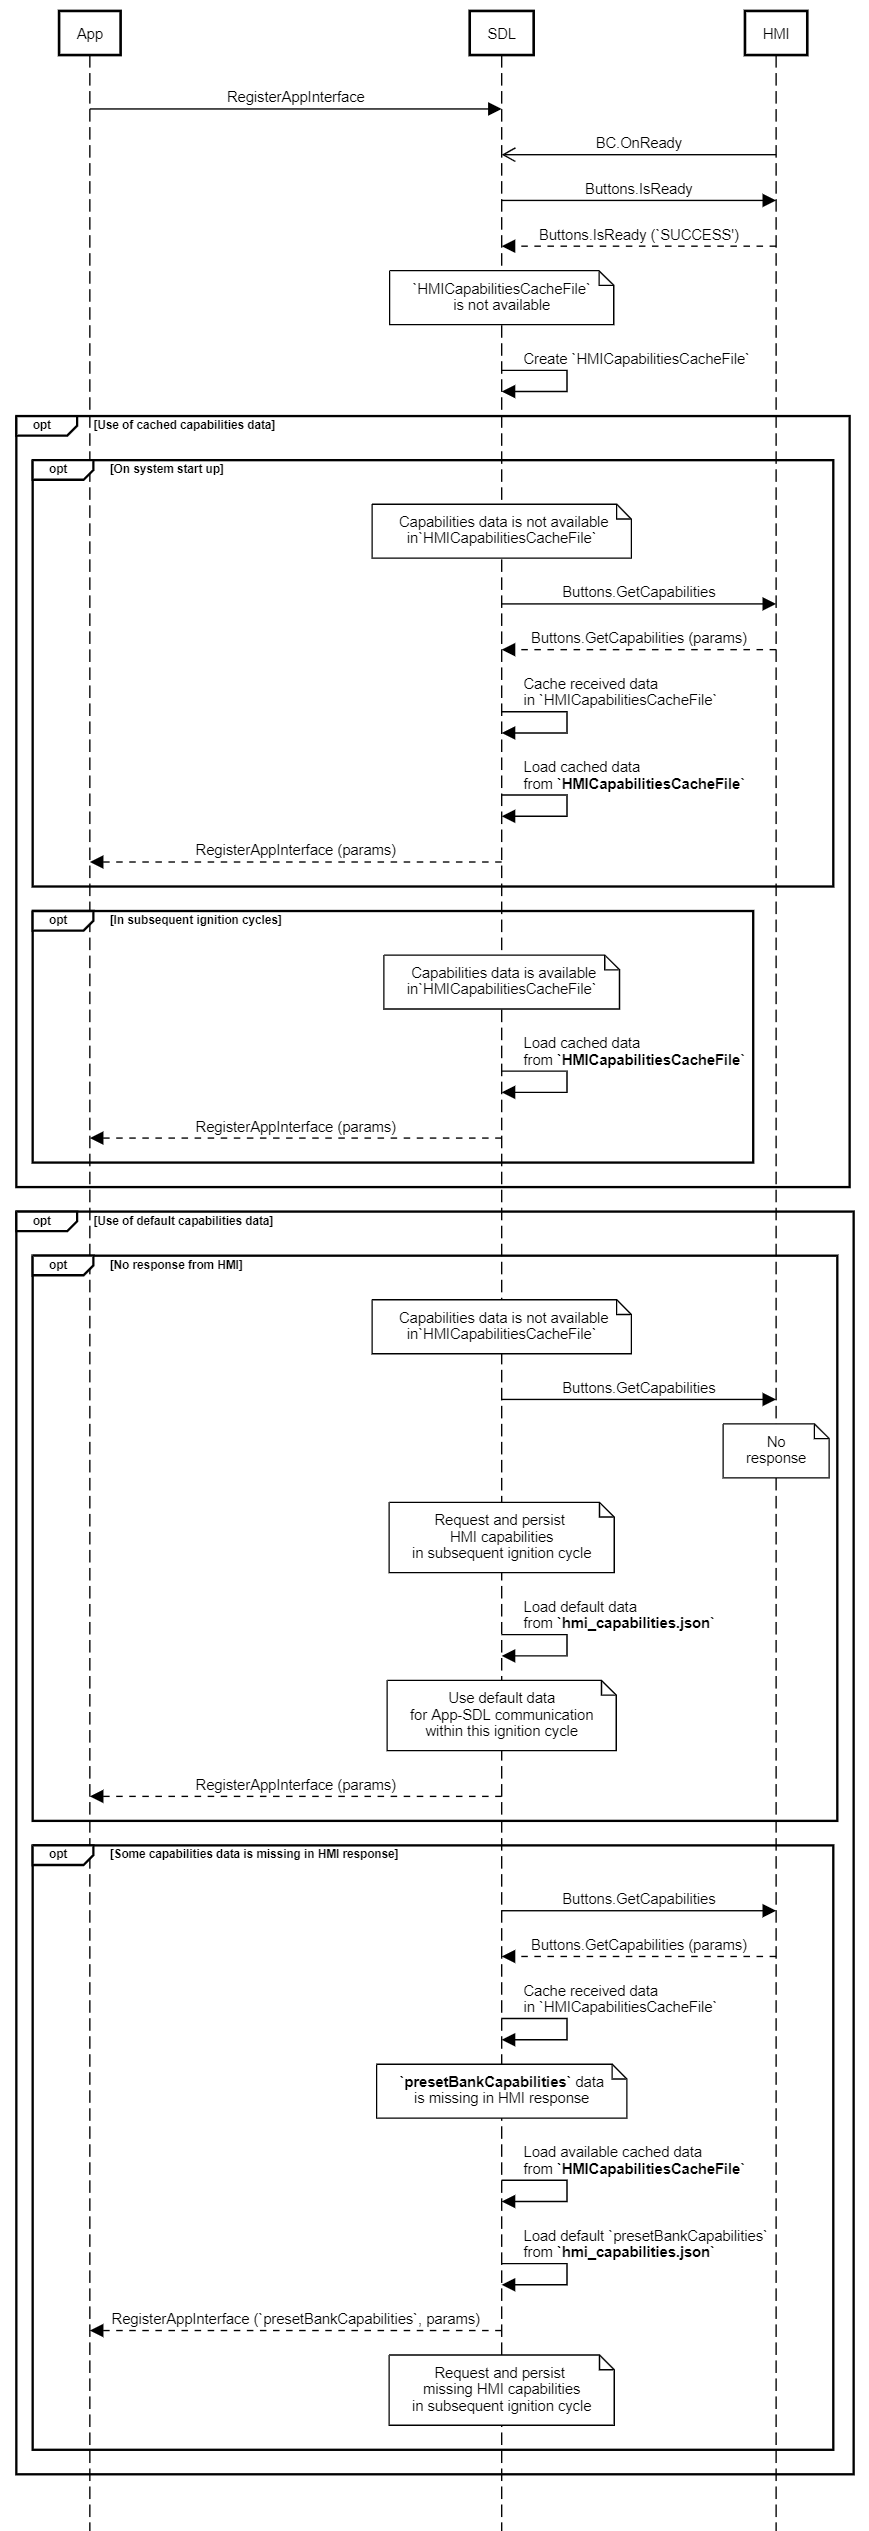 App
SDL
HMI
RegisterAppInterface
BC.OnReady
Buttons.IsReady
Buttons.IsReady (`SUCCESS')
`HMICapabilitiesCacheFile`
is not available
Create `HMICapabilitiesCacheFile`
opt [Use of cached capabilities data]
opt [On system start up]
Capabilities data is not available
in`HMICapabilitiesCacheFile`
Buttons.GetCapabilities
Buttons.GetCapabilities (params)
Cache received data
in `HMICapabilitiesCacheFile`
Load cached data
from `HMICapabilitiesCacheFile`
RegisterAppInterface (params)
opt [In subsequent ignition cycles]
Capabilities data is available
in`HMICapabilitiesCacheFile`
Load cached data
from `HMICapabilitiesCacheFile`
RegisterAppInterface (params)
opt [Use of default capabilities data]
opt [No response from HMI]
Capabilities data is not available
in`HMICapabilitiesCacheFile`
Buttons.GetCapabilities
No
response
Request and persist
HMI capabilities
in subsequent ignition cycle
Load default data
from `hmi_capabilities.json`
Use default data
for App-SDL communication
within this ignition cycle
RegisterAppInterface (params)
opt [Some capabilities data is missing in HMI response]
Buttons.GetCapabilities
Buttons.GetCapabilities (params)
Cache received data
in `HMICapabilitiesCacheFile`
`presetBankCapabilities` data
is missing in HMI response
Load available cached data
from `HMICapabilitiesCacheFile`
Load default `presetBankCapabilities`
from `hmi_capabilities.json`
RegisterAppInterface (`presetBankCapabilities`, params)
Request and persist
missing HMI capabilities
in subsequent ignition cycle